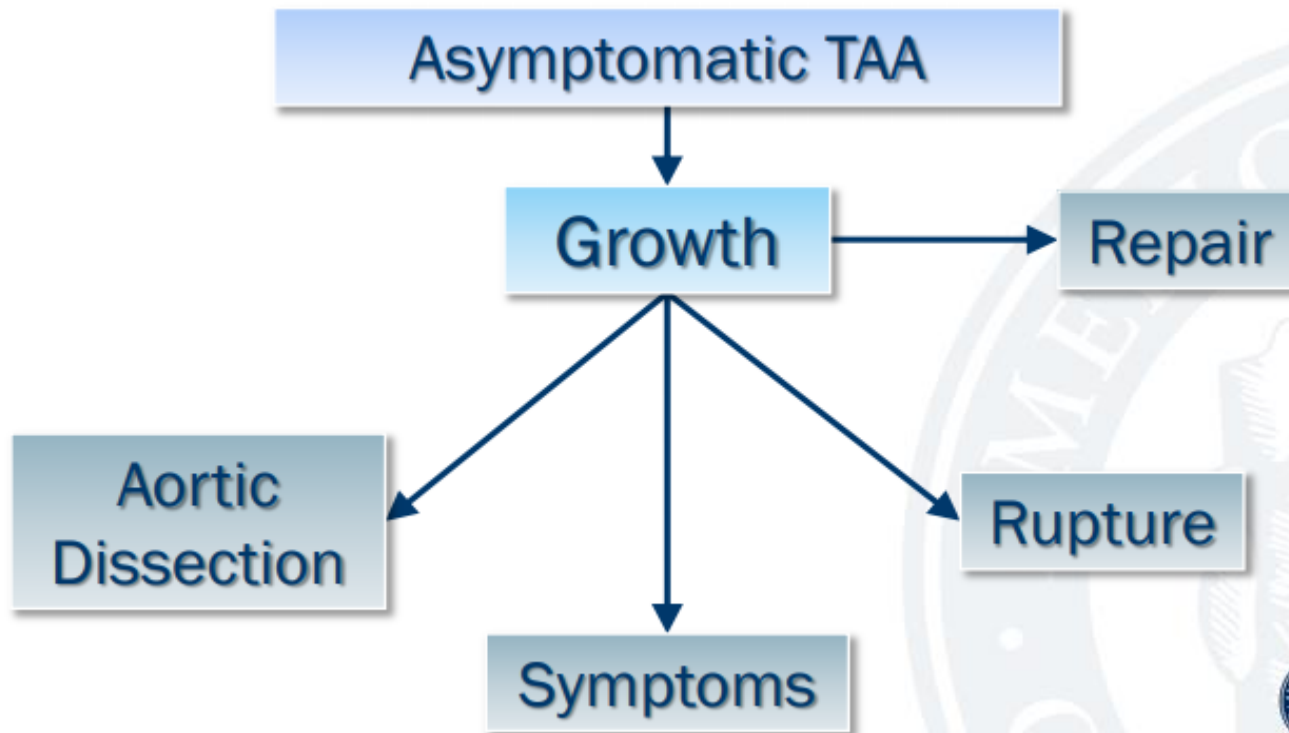 Asymptomatic TAA
Growth
Repair
Aortic
Dissection
Rupture
Symptoms